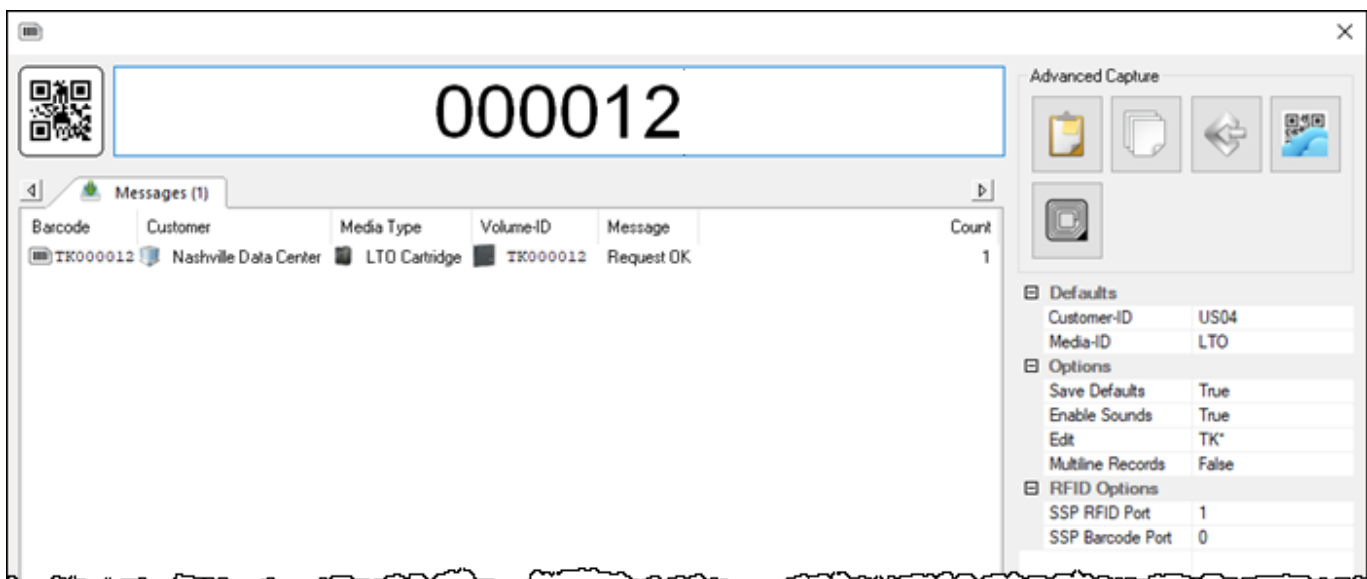 000012
Messages (1)
Barcode Customer Media Type Volume-ID Message Count
TK000012 Nashville Data Center LTO Cartridge TK000012 Request OK 1
Advanced Capture
Defaults
Customer-ID US04
Media-ID LTO
Options
Save Defaults True
Enable Sounds True
Edit TK*
Multiline Records False
RFID Options
SSP RFID Port 1
SSP Barcode Port 0